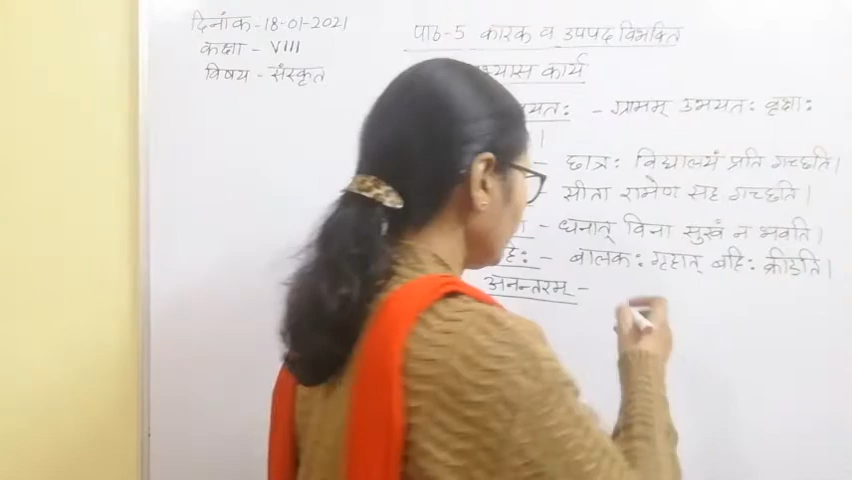 दिनांक -18-01-2021
कक्षा - VIII
विषय - संस्कृत
पाठ-5 कारक व उपपद विभक्ति
कार्य
- ग्रामम् उभयतः वृक्षाः
।
- छात्रः विद्यालयं प्रति गच्छति।
- सीता रामेण सह गच्छति।
- धनात् विना सुखं न भवति।
- बालकः गृहात् बहिः क्रीडति।
अनन्तरम् -